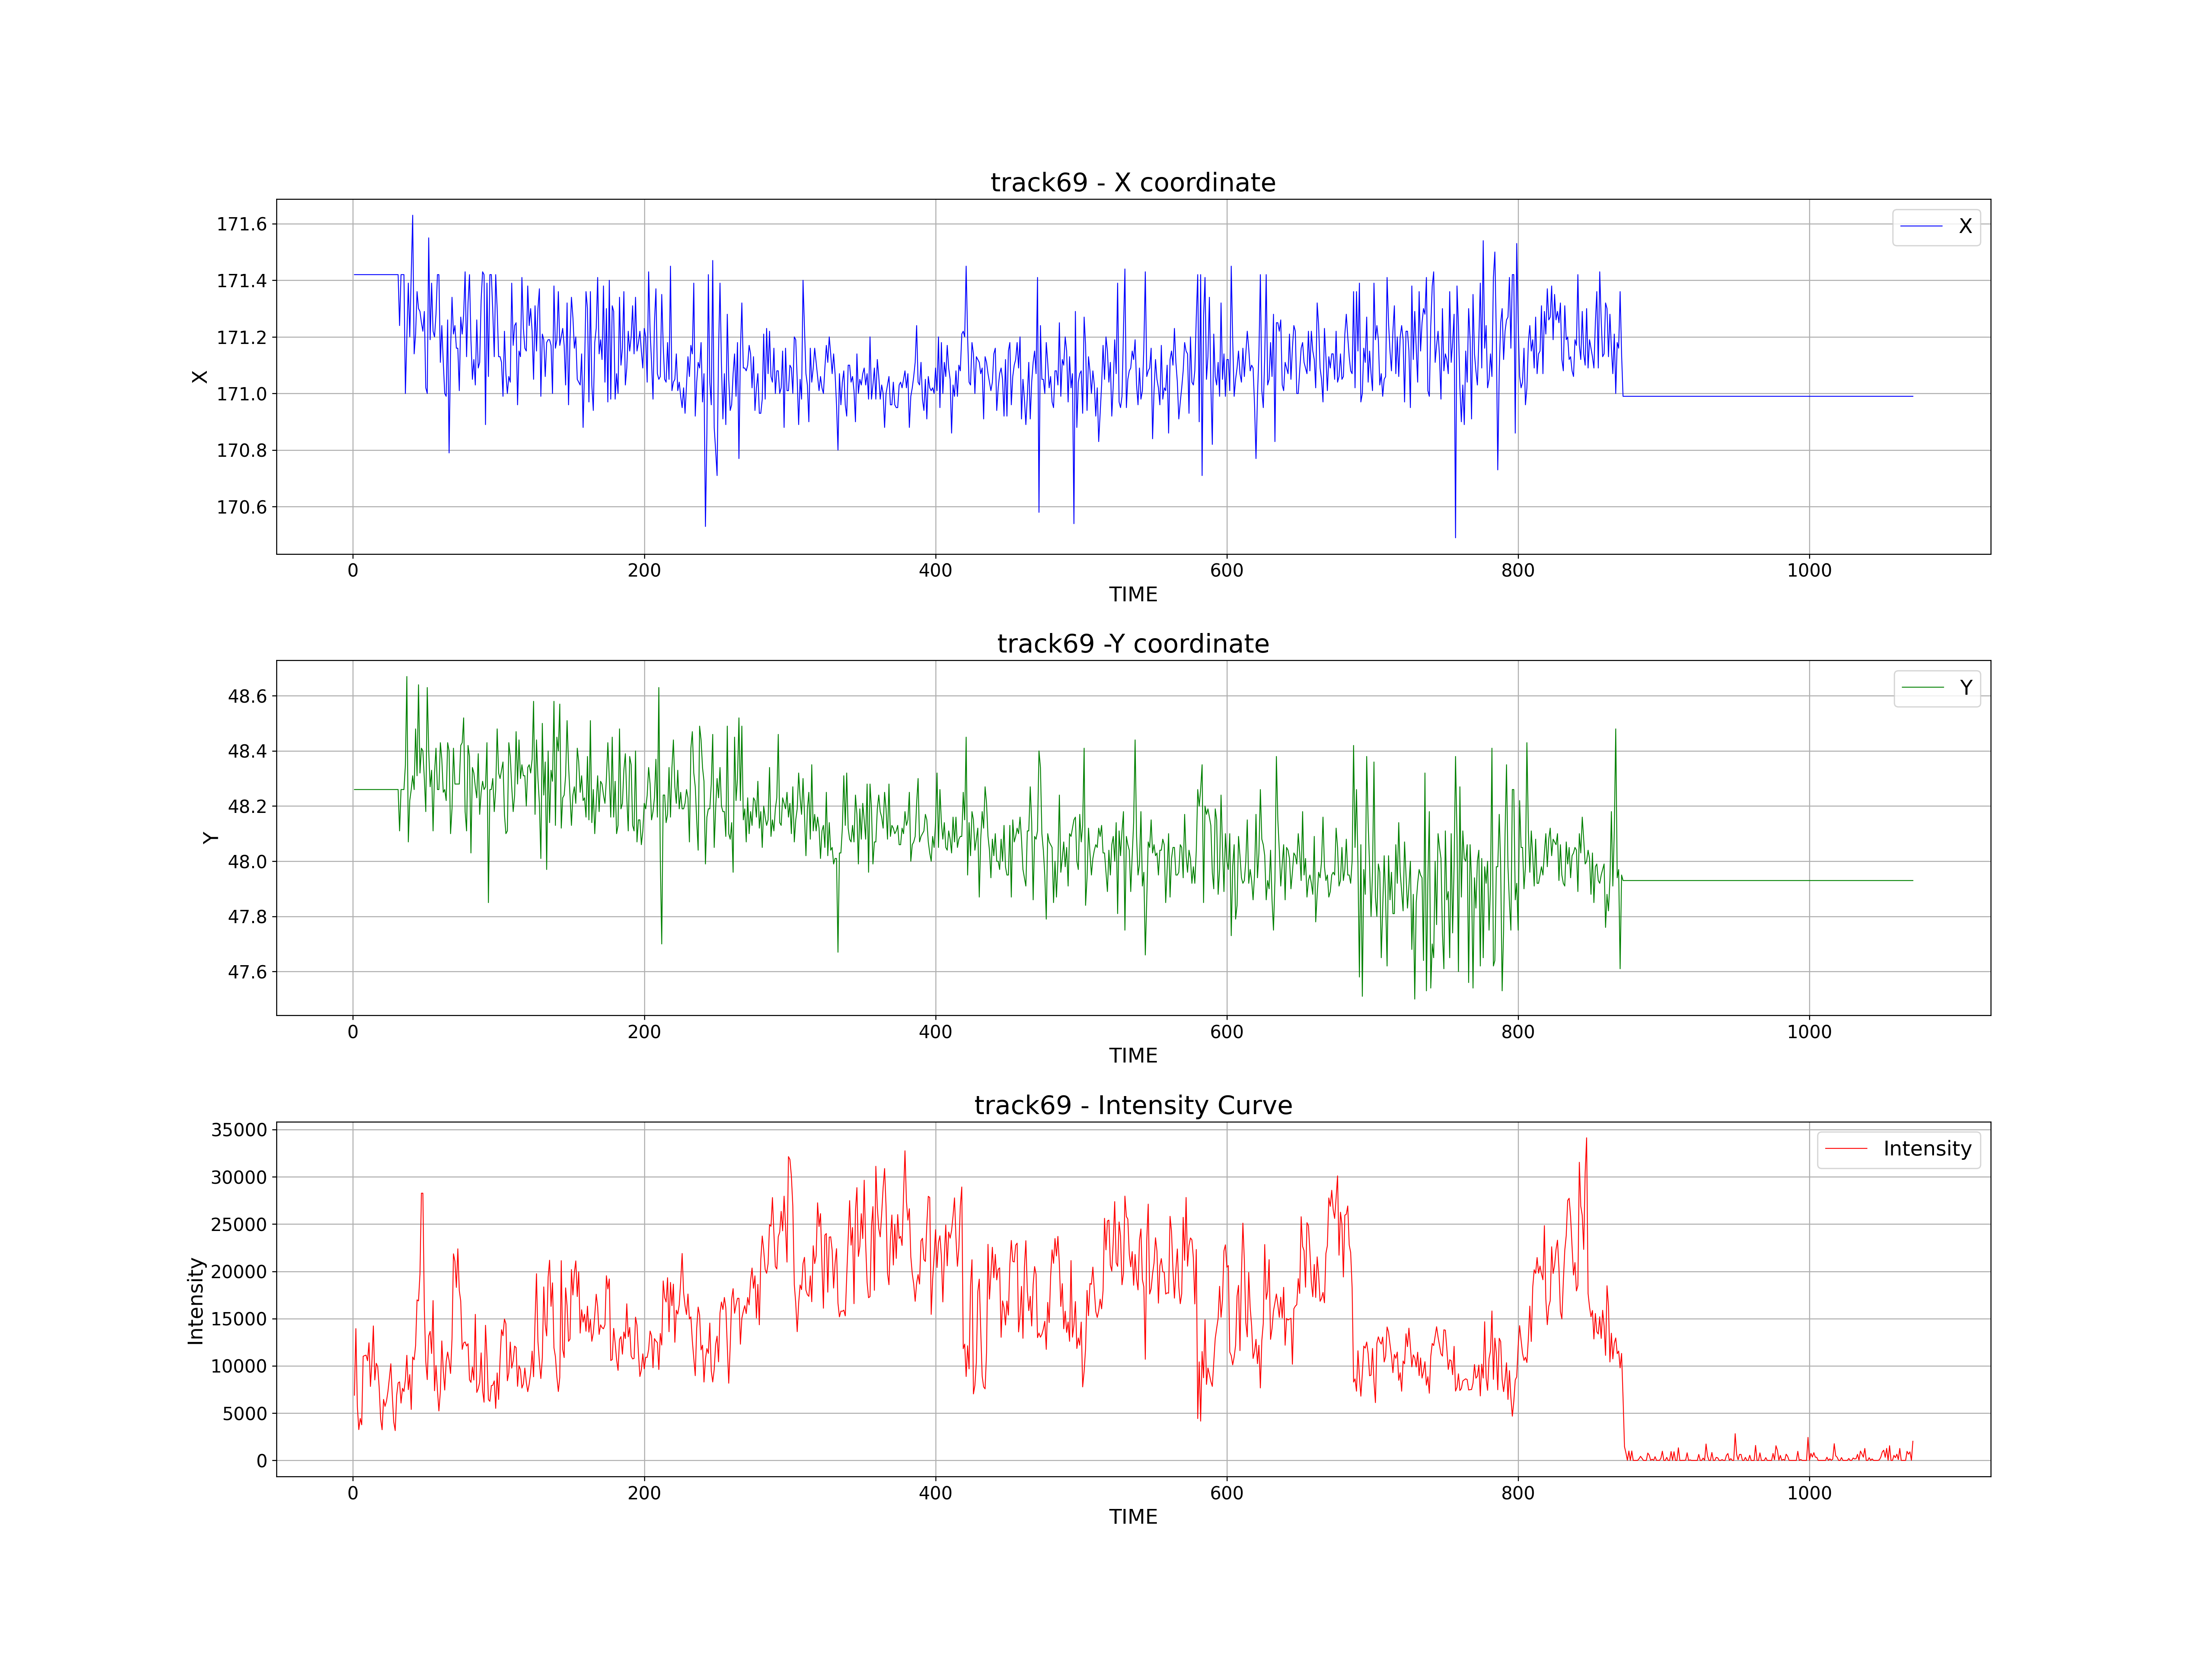 track69 - X coordinate
X
171.6
171.4
171.2
171.0
170.8
170.6
X
0 200 400 600 800 1000
TIME
track69 -Y coordinate
Y
48.6
48.4
48.2
48.0
47.8
47.6
Y
0 200 400 600 800 1000
TIME
track69 - Intensity Curve
Intensity
35000
30000
25000
20000
15000
10000
5000
0
Intensity
0 200 400 600 800 1000
TIME